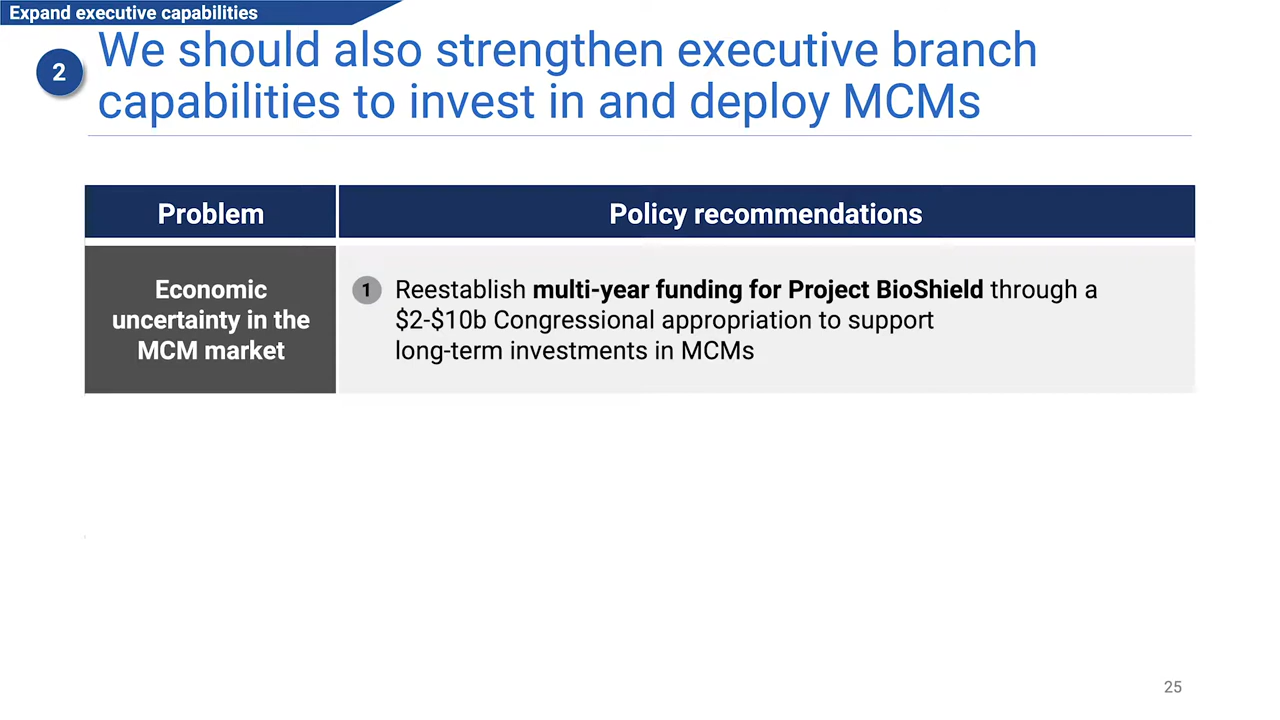 Expand executive capabilities
2
We should also strengthen executive branch
capabilities to invest in and deploy MCMs
Problem
Policy recommendations
Economic
uncertainty in the
MCM market
1
Reestablish multi-year funding for Project BioShield through a
$2-$10b Congressional appropriation to support
long-term investments in MCMs
25